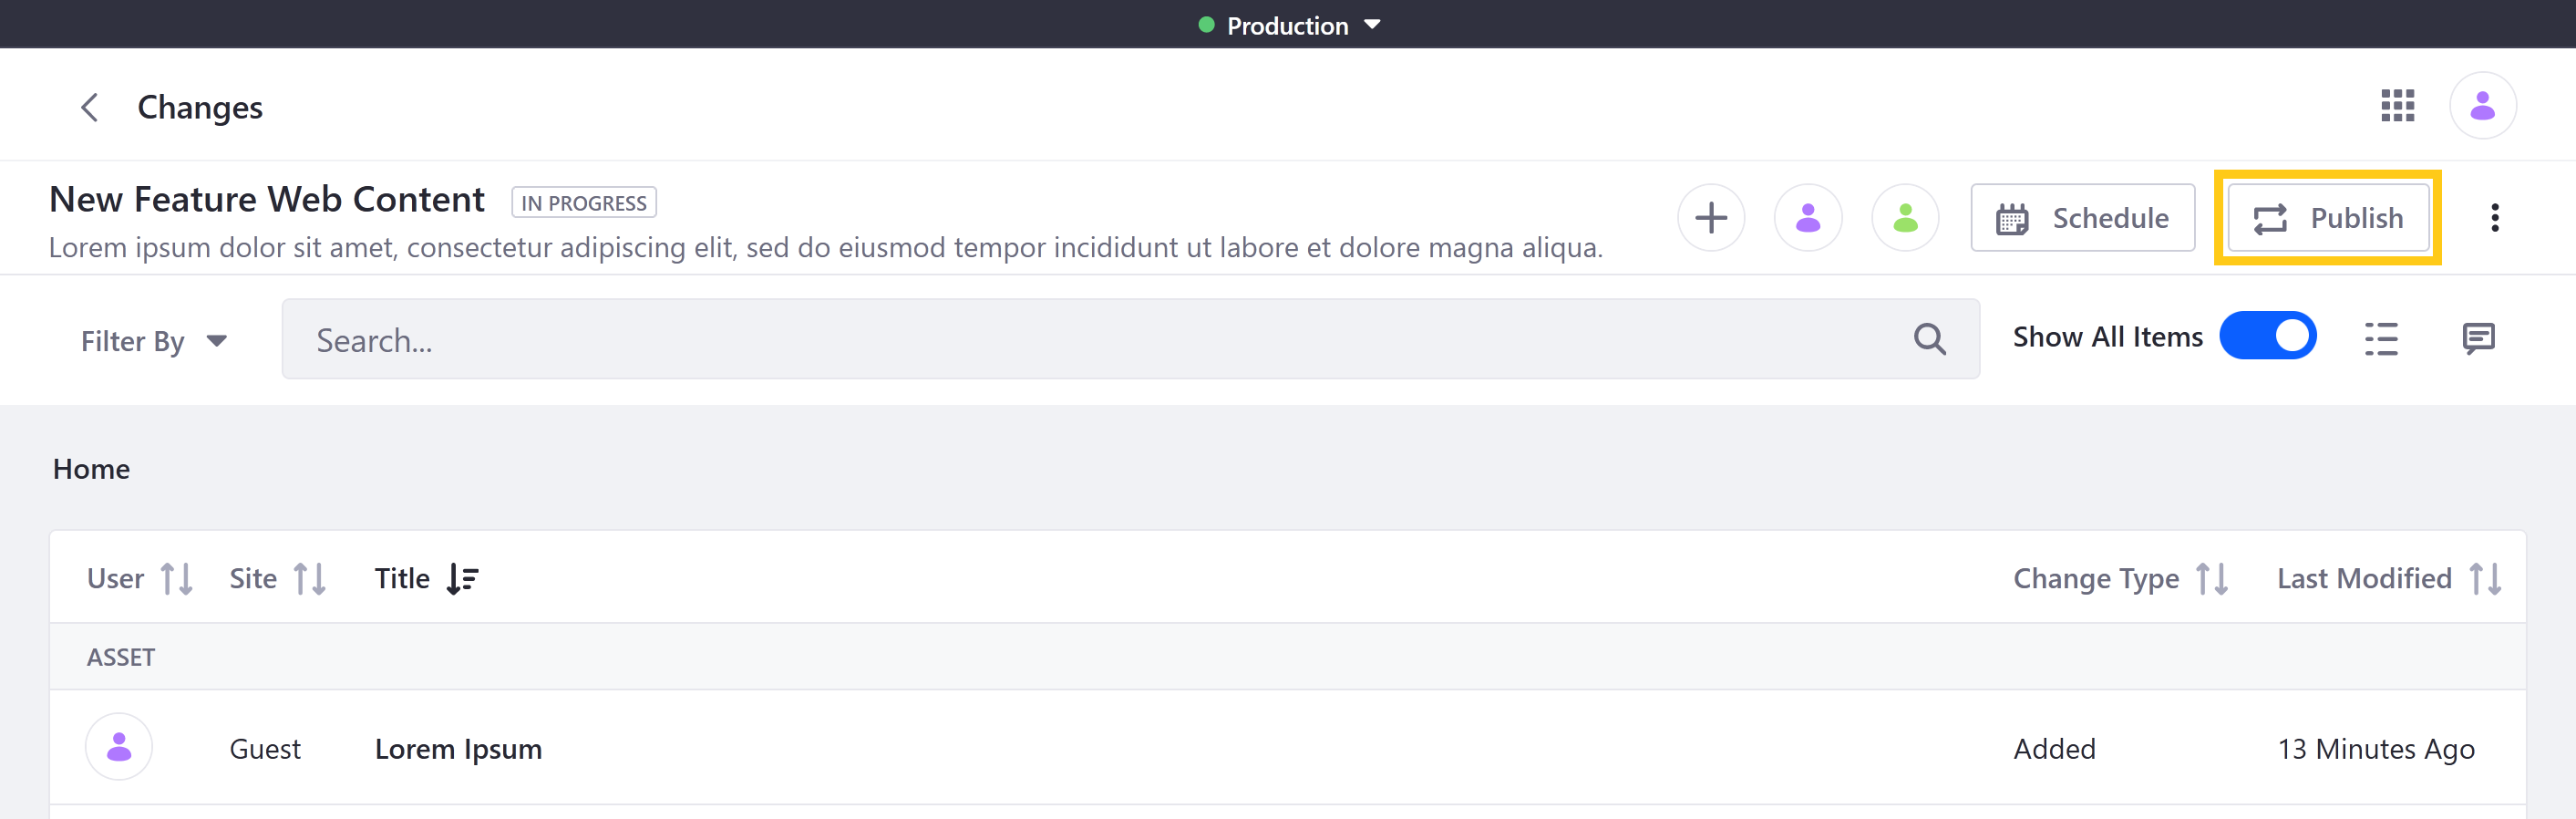 Production
Changes
New Feature Web Content IN PROGRESS
Lorem ipsum dolor sit amet, consectetur adipiscing elit, sed do eiusmod tempor incididunt ut labore et dolore magna aliqua.
Schedule Publish
Filter By Search... Show All Items
Home
User Site Title Change Type Last Modified
ASSET
Guest Lorem Ipsum Added 13 Minutes Ago